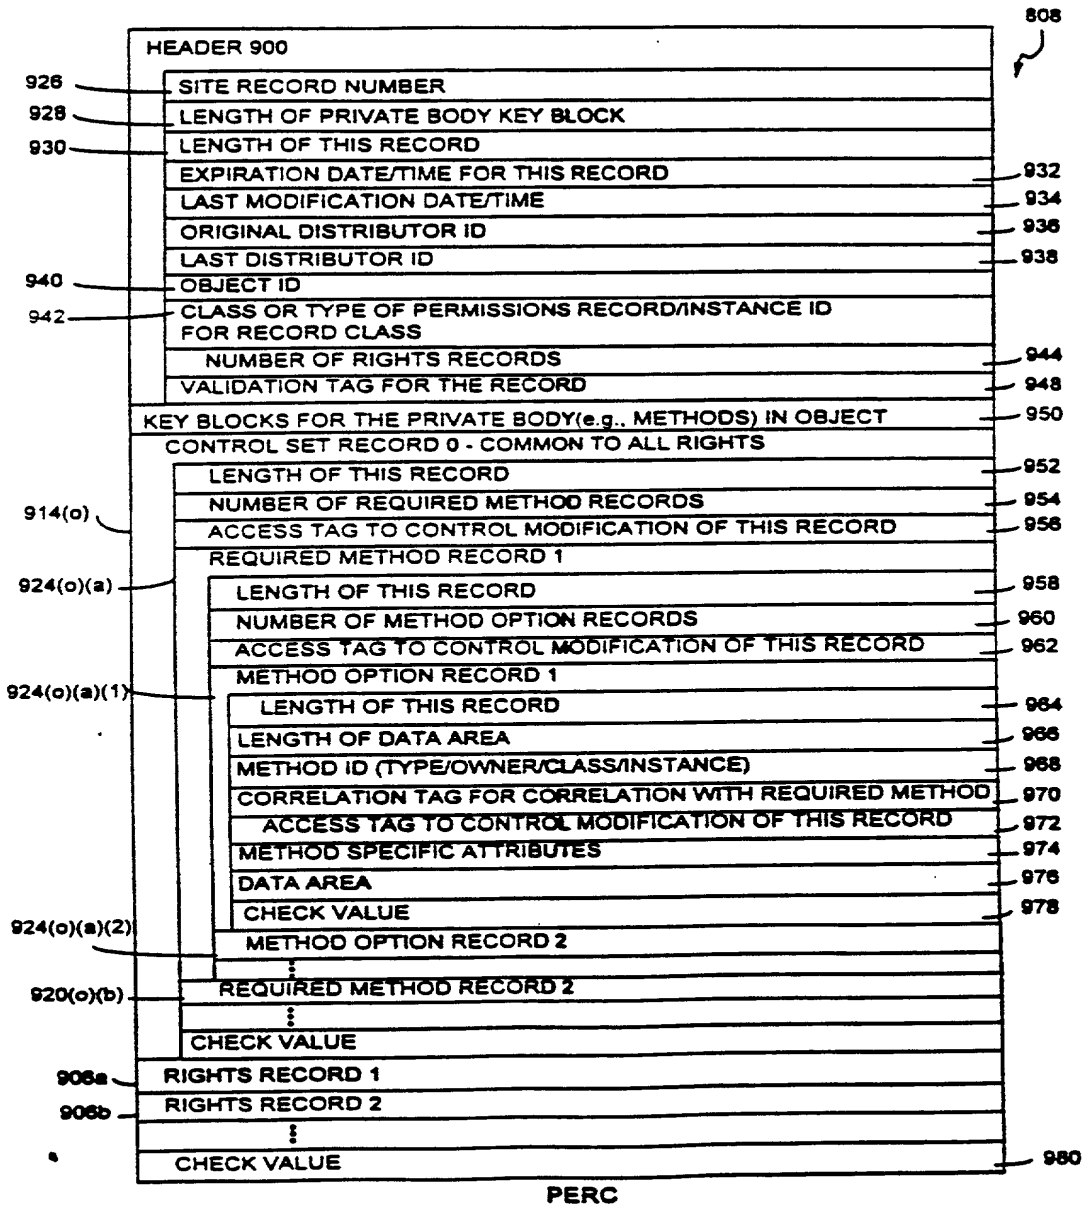 808
HEADER 900
926 SITE RECORD NUMBER
928 LENGTH OF PRIVATE BODY KEY BLOCK
930 LENGTH OF THIS RECORD
EXPIRATION DATE/TIME FOR THIS RECORD 932
LAST MODIFICATION DATE/TIME 934
ORIGINAL DISTRIBUTOR ID 936
LAST DISTRIBUTOR ID 938
940 OBJECT ID
942 CLASS OR TYPE OF PERMISSIONS RECORD/INSTANCE ID
FOR RECORD CLASS
NUMBER OF RIGHTS RECORDS 944
VALIDATION TAG FOR THE RECORD 948
KEY BLOCKS FOR THE PRIVATE BODY(e.g., METHODS) IN OBJECT 950
CONTROL SET RECORD 0 - COMMON TO ALL RIGHTS
LENGTH OF THIS RECORD 952
NUMBER OF REQUIRED METHOD RECORDS 954
914(o) ACCESS TAG TO CONTROL MODIFICATION OF THIS RECORD 956
REQUIRED METHOD RECORD 1
924(o)(a) LENGTH OF THIS RECORD 958
NUMBER OF METHOD OPTION RECORDS 960
ACCESS TAG TO CONTROL MODIFICATION OF THIS RECORD 962
METHOD OPTION RECORD 1
924(o)(a)(1) LENGTH OF THIS RECORD 964
LENGTH OF DATA AREA 966
METHOD ID (TYPE/OWNER/CLASS/INSTANCE) 968
CORRELATION TAG FOR CORRELATION WITH REQUIRED METHOD 970
ACCESS TAG TO CONTROL MODIFICATION OF THIS RECORD 972
METHOD SPECIFIC ATTRIBUTES 974
DATA AREA 976
CHECK VALUE 978
924(o)(a)(2) METHOD OPTION RECORD 2
920(o)(b) REQUIRED METHOD RECORD 2
CHECK VALUE
906a RIGHTS RECORD 1
906b RIGHTS RECORD 2
CHECK VALUE 980
PERC